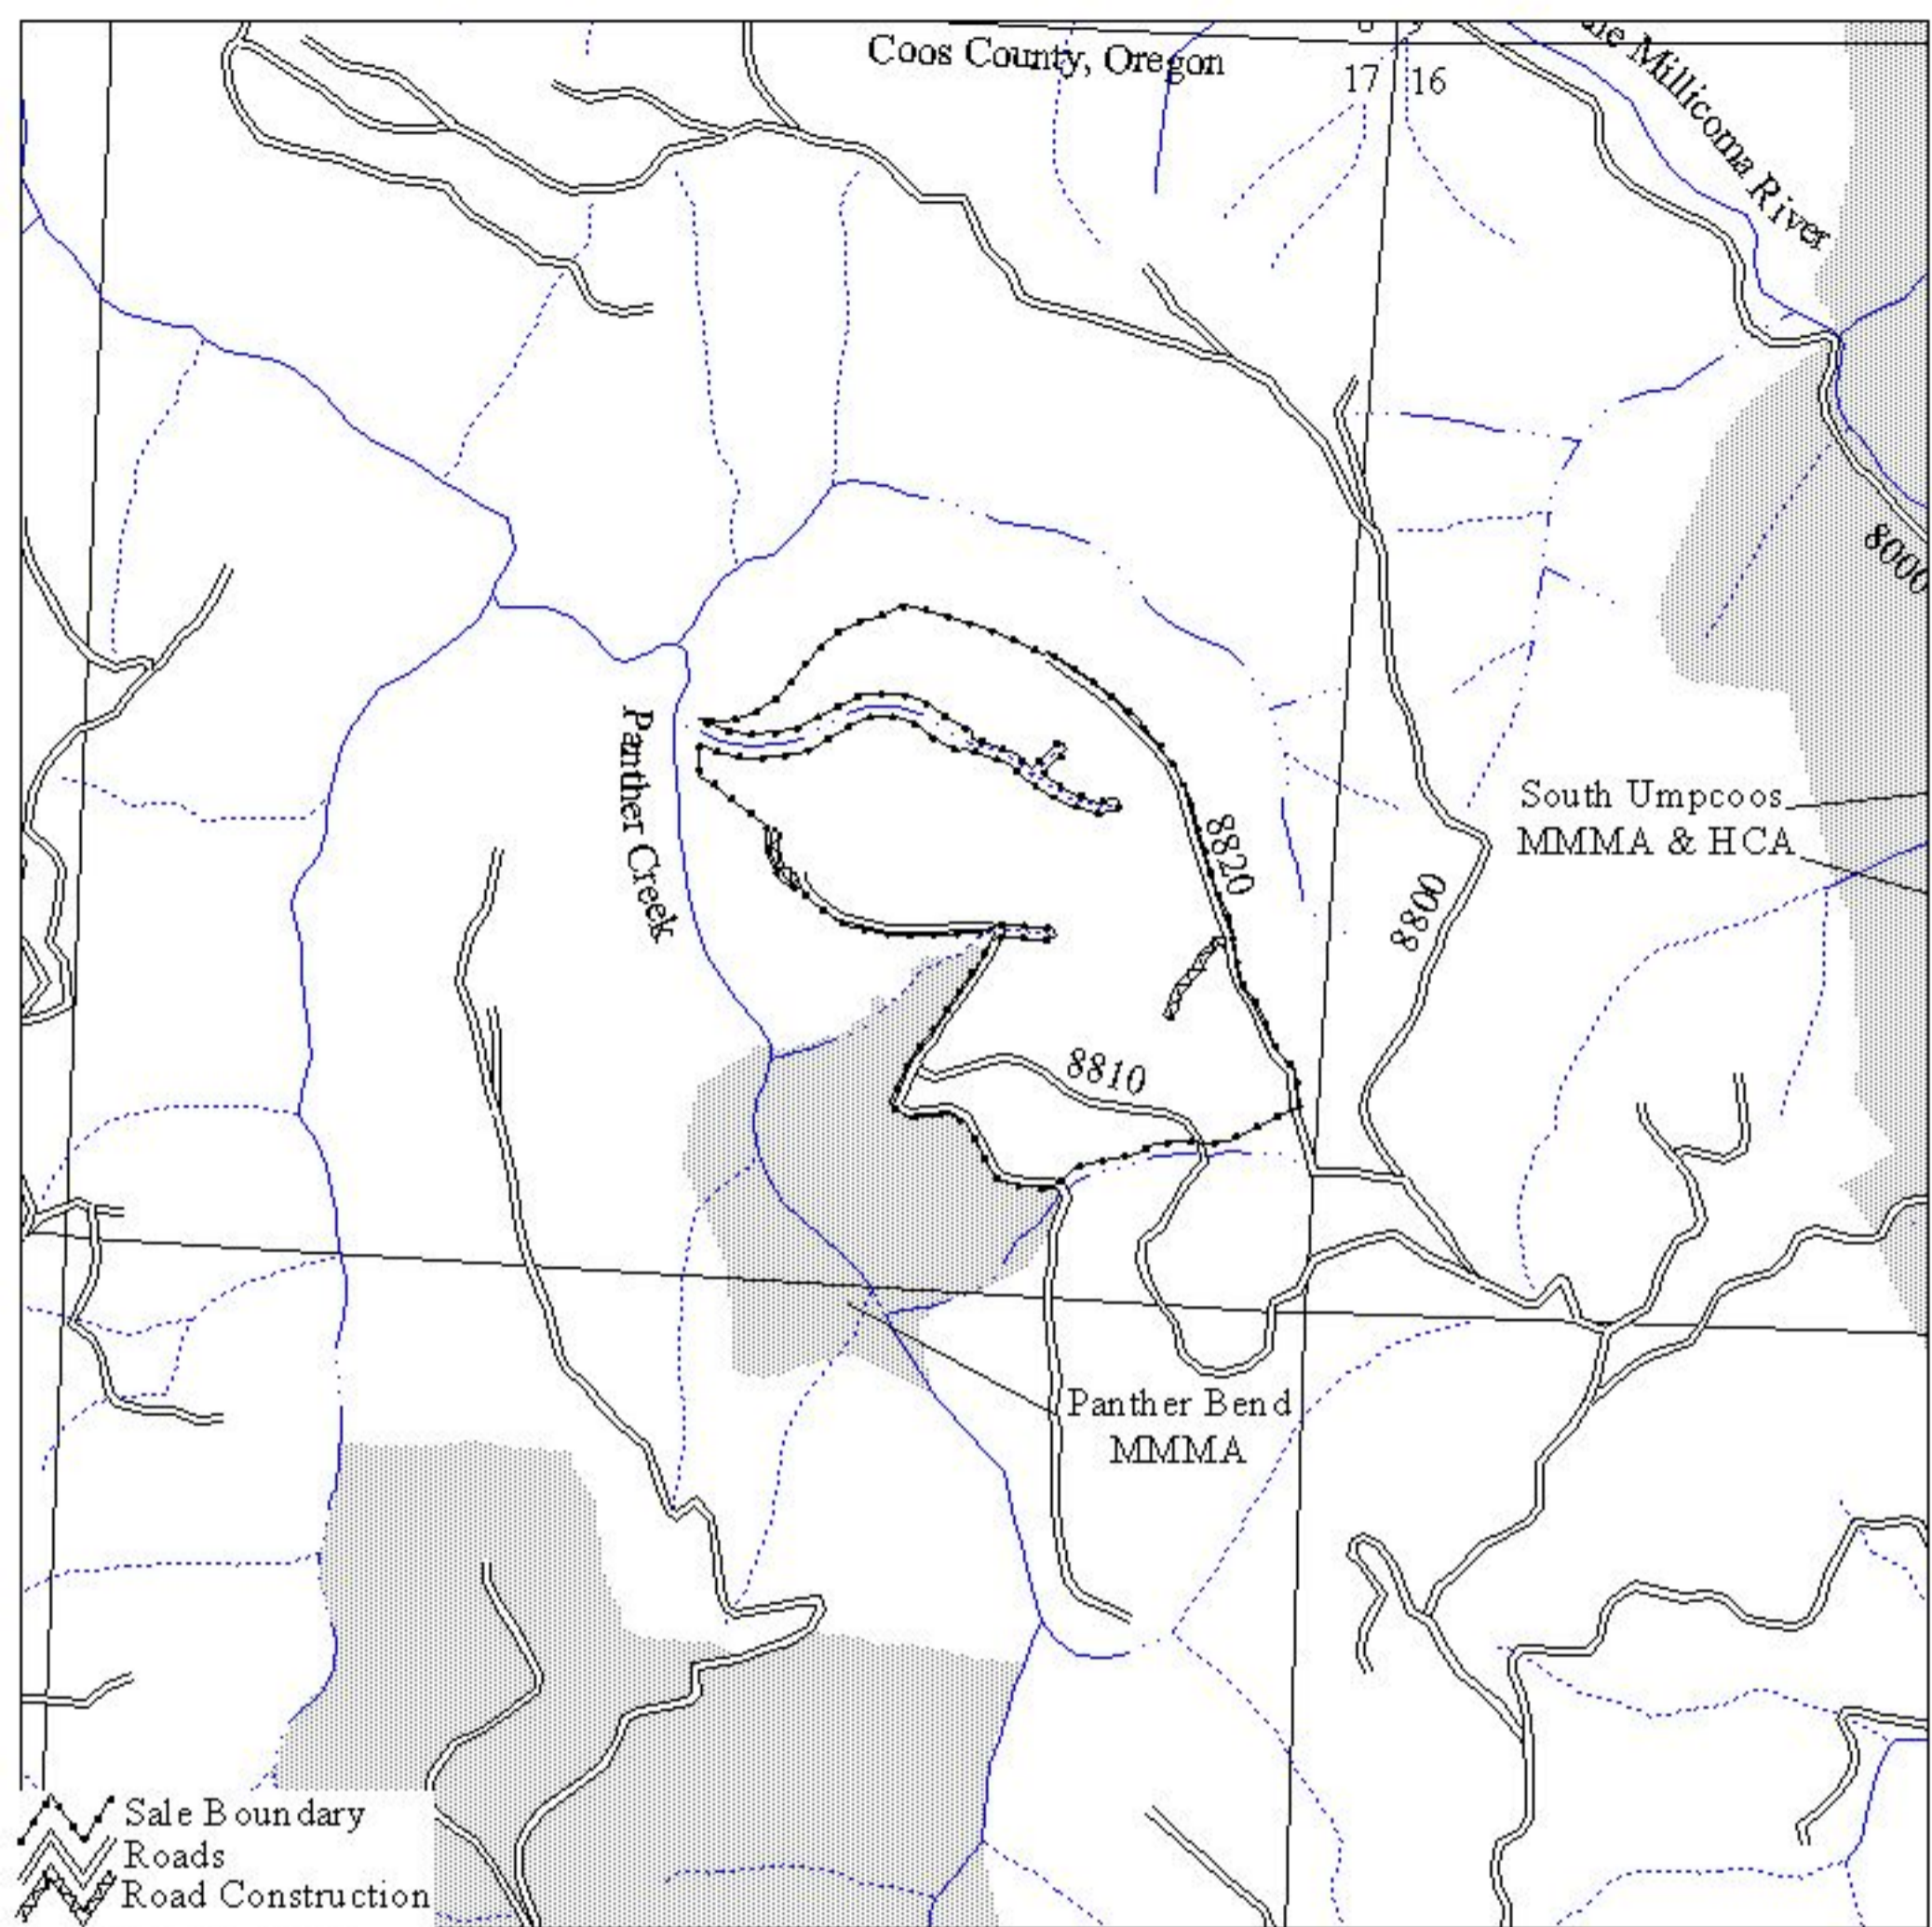 Coos County, Oregon
17 16
Millicoma River
8000
Panther Creek
8820
South Umpcoos
MMMA & HCA
8800
8810
Panther Bend
MMMA
Sale Boundary
Roads
Road Construction